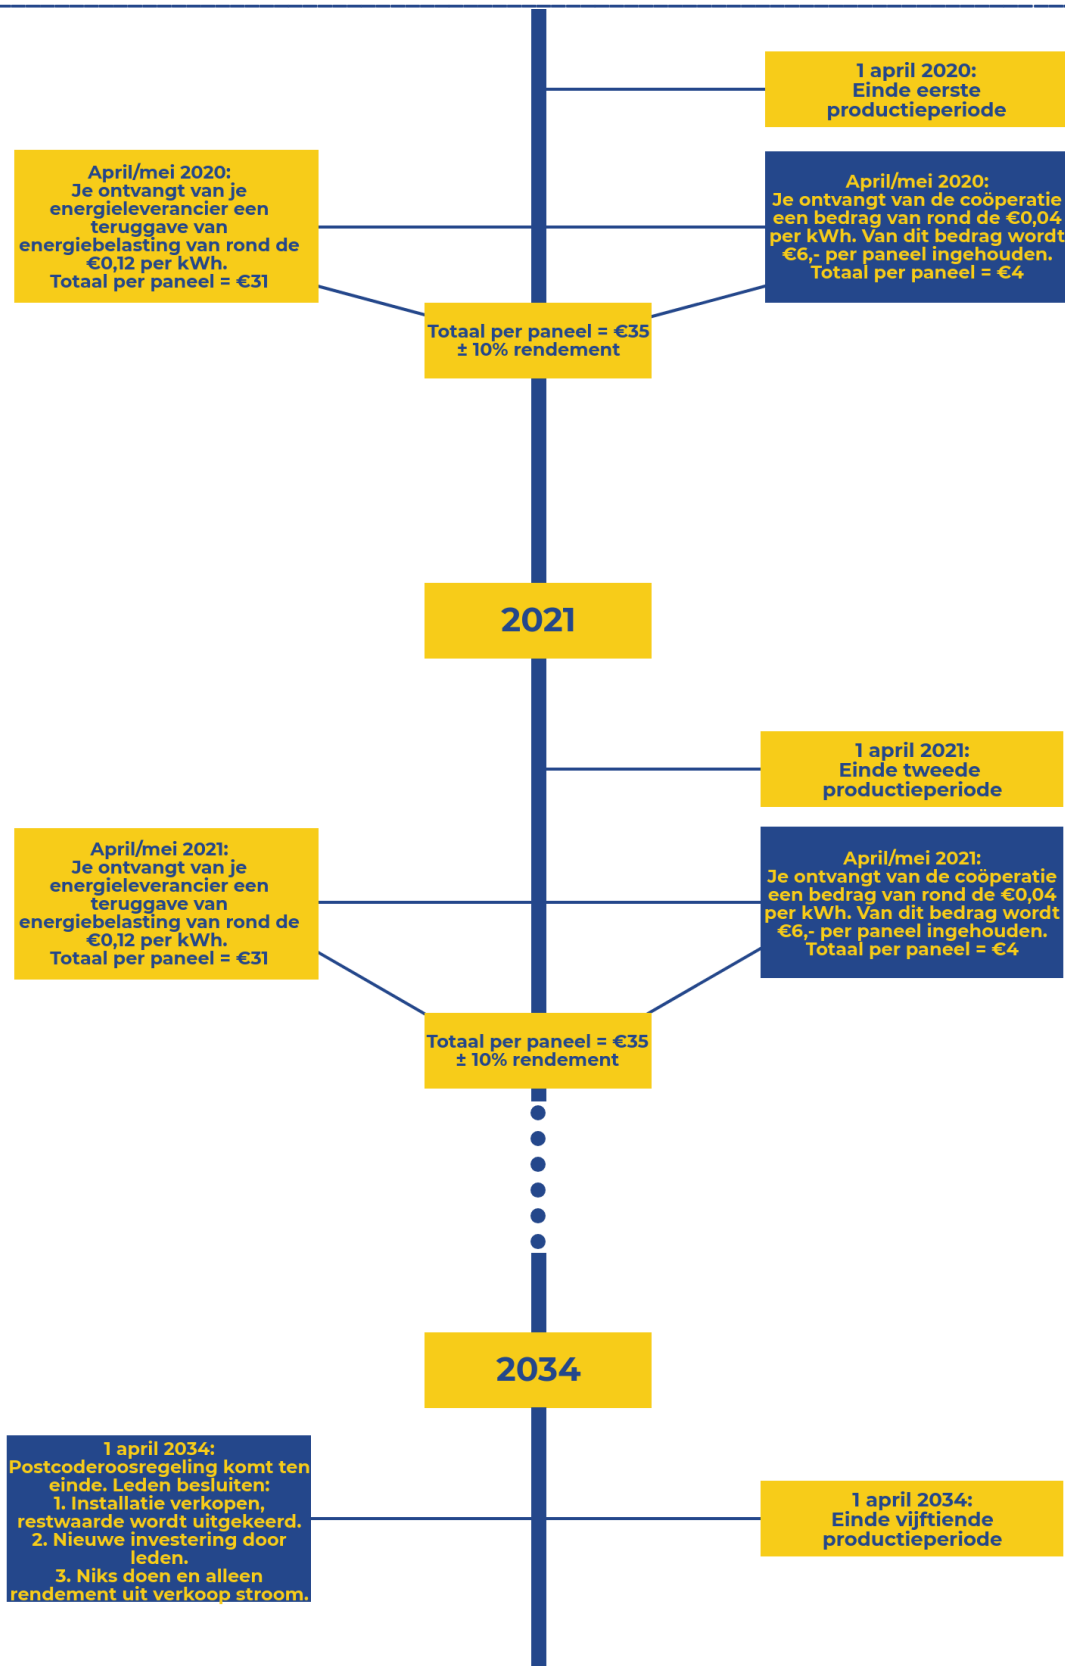 1 april 2020:
Einde eerste
productieperiode
April/mei 2020:
Je ontvangt van je
energieleverancier een
teruggave van
energiebelasting van rond de
€0,12 per kWh.
Totaal per paneel = €31
April/mei 2020:
Je ontvangt van de coöperatie
een bedrag van rond de €0,04
per kWh. Van dit bedrag wordt
€6,- per paneel ingehouden.
Totaal per paneel = €4
Totaal per paneel = €35
± 10% rendement
2021
1 april 2021:
Einde tweede
productieperiode
April/mei 2021:
Je ontvangt van je
energieleverancier een
teruggave van
energiebelasting van rond de
€0,12 per kWh.
Totaal per paneel = €31
April/mei 2021:
Je ontvangt van de coöperatie
een bedrag van rond de €0,04
per kWh. Van dit bedrag wordt
€6,- per paneel ingehouden.
Totaal per paneel = €4
Totaal per paneel = €35
± 10% rendement
2034
1 april 2034:
Postcoderoosregeling komt ten
einde. Leden besluiten:
1. Installatie verkopen,
restwaarde wordt uitgekeerd.
2. Nieuwe investering door
leden.
3. Niks doen en alleen
rendement uit verkoop stroom.
1 april 2034:
Einde vijftiende
productieperiode